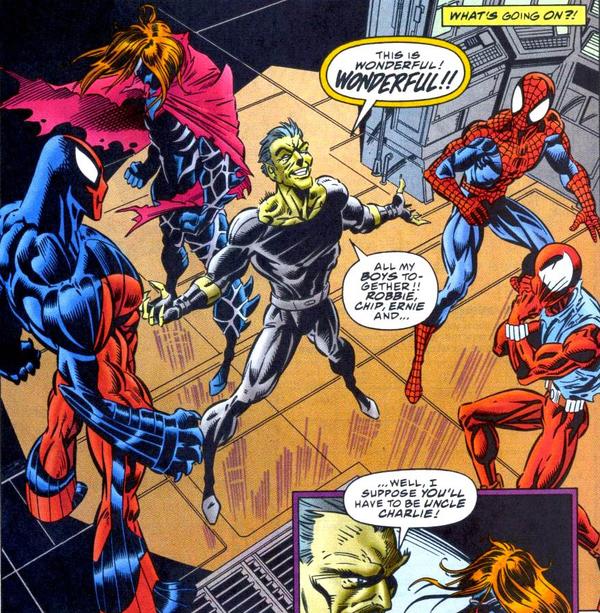 WHAT'S GOING ON?!
THIS IS
WONDERFUL!
WONDERFUL!!
ALL MY
BOYS TO-
GETHER!!
ROBBIE,
CHIP, ERNIE
AND...
...WELL, I
SUPPOSE YOU'LL
HAVE TO BE UNCLE
CHARLIE!